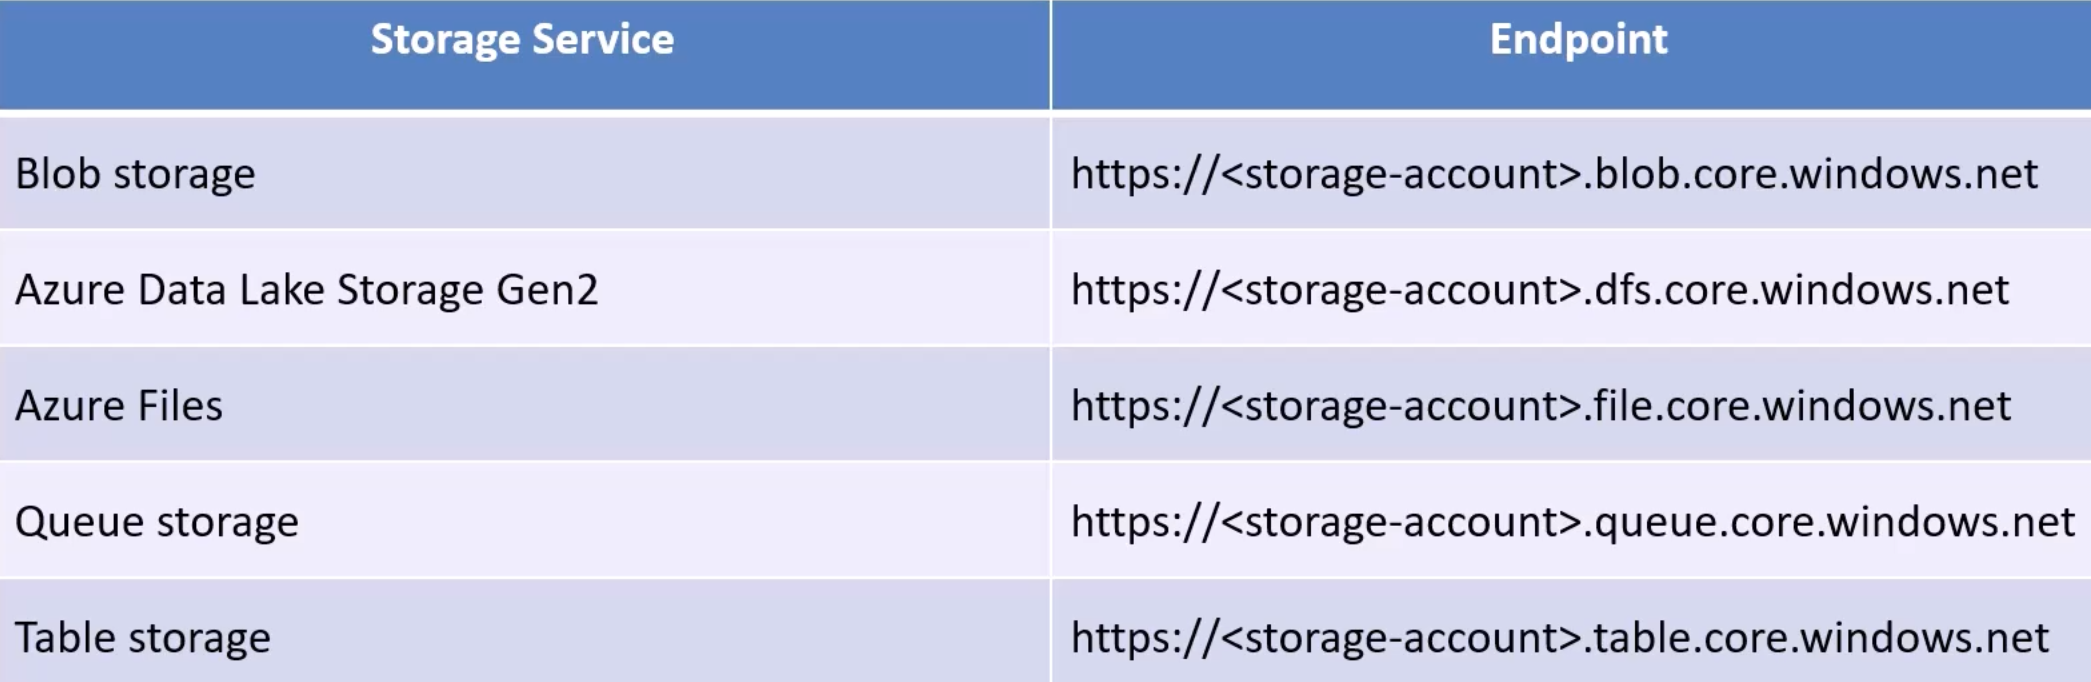 Storage Service
Endpoint
Blob storage
https://<storage-account>.blob.core.windows.net
Azure Data Lake Storage Gen2
https://<storage-account>.dfs.core.windows.net
Azure Files
https://<storage-account>.file.core.windows.net
Queue storage
https://<storage-account>.queue.core.windows.net
Table storage
https://<storage-account>.table.core.windows.net